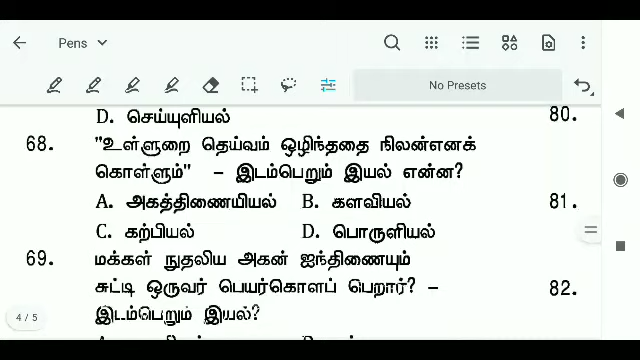 Pens
No Presets
D. செய்யுளியல்
80.
68. "உள்ளுறை தெய்வம் ஒழிந்ததை நிலன்எனக்
கொள்ளும்" – இடம்பெறும் இயல் என்ன?
A. அகத்திணையியல் B. களவியல்
81.
C. கற்பியல் D. பொருளியல்
69. மக்கள் நுதலிய அகன் ஐந்திணையும்
சுட்டி ஒருவர் பெயர்கொளப் பெறார்? –
82.
இடம்பெறும் இயல்?
4 / 5